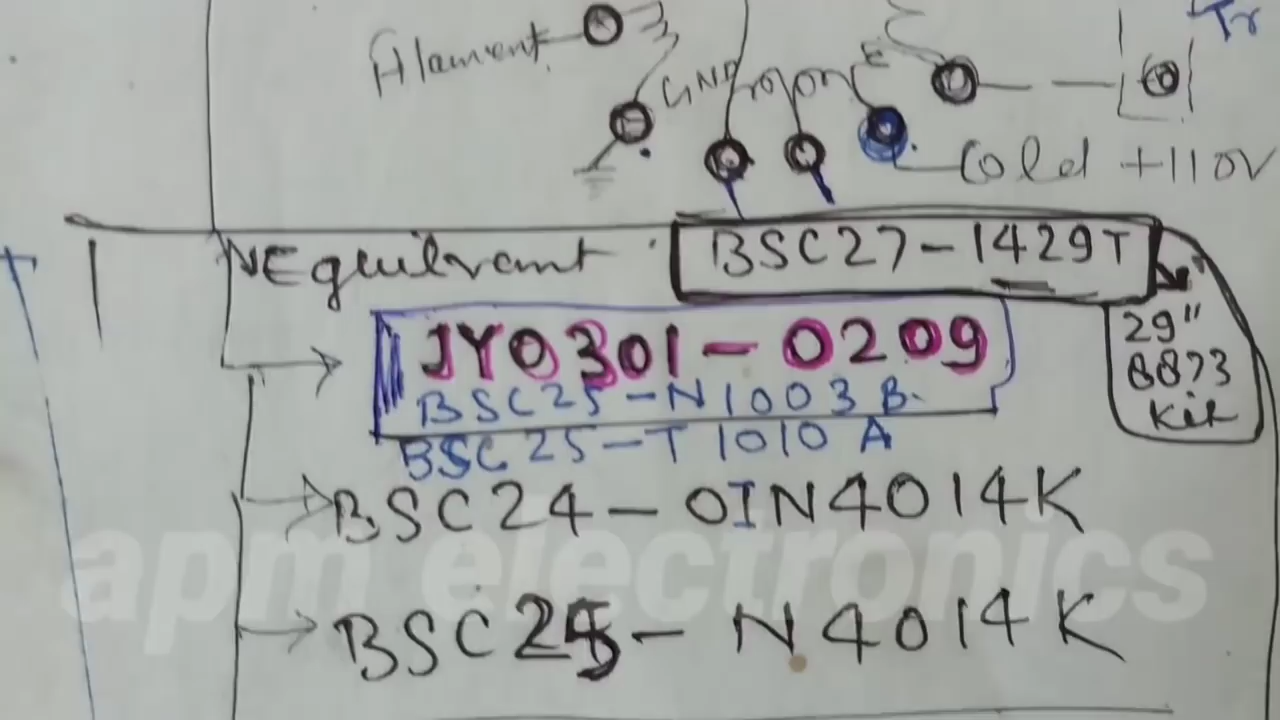 Tr
Filament
GND
E
Cold +110V
Equilvant BSC27-1429T
29"
8873
Kit
JY0301-0209
BSC25-N1003B.
BSC25-T1010A
BSC24-01N4014K
BSC25-N4014K
apm electronics